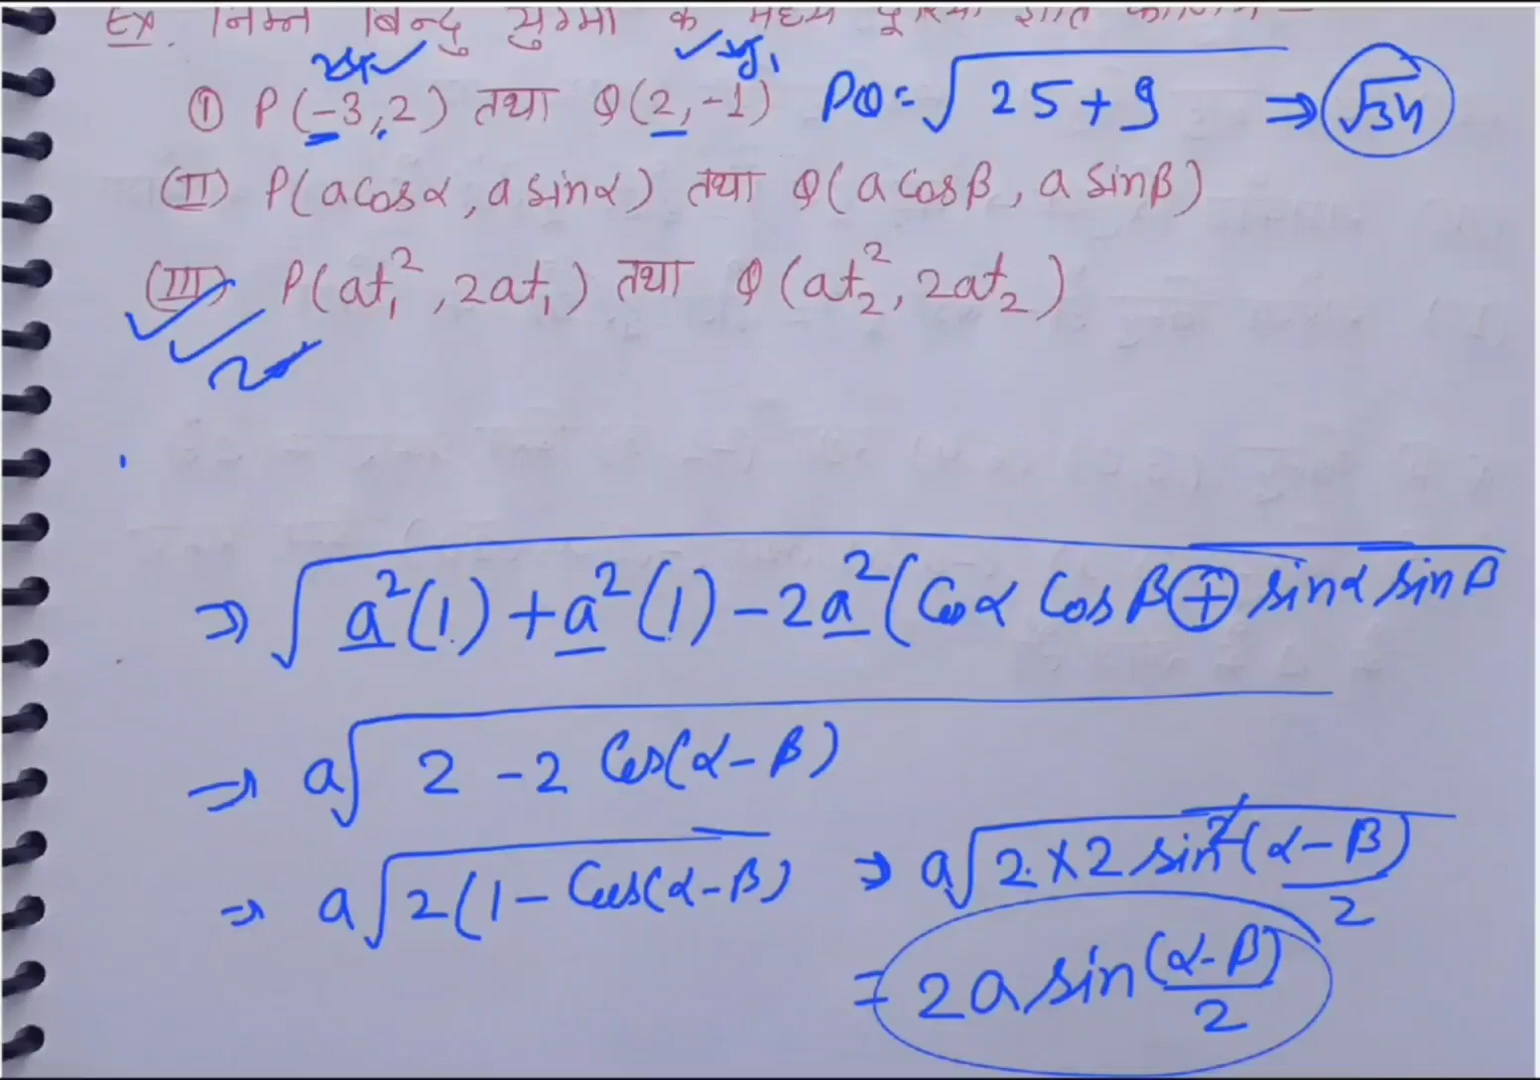 Ex. निम्न बिन्दु युग्मों के मध्य दूरियाँ ज्ञात कीजिए -
① P(-3,2) तथा Q(2,-1) PQ = √25+9 ⇒ √34
(II) P(acosα, a sinα) तथा Q(a cosβ, a sinβ)
(III) P(at₁², 2at₁) तथा Q(at₂², 2at₂)
⇒ √a²(1) + a²(1) - 2a²(Cosα Cosβ ⊕ sinα sinβ
⇒ a√2 - 2 Cos(α-β)
⇒ a√2(1 - Cos(α-β) ⇒ a√2×2 sin²(α-β)/2
= 2a sin(α-β)/2